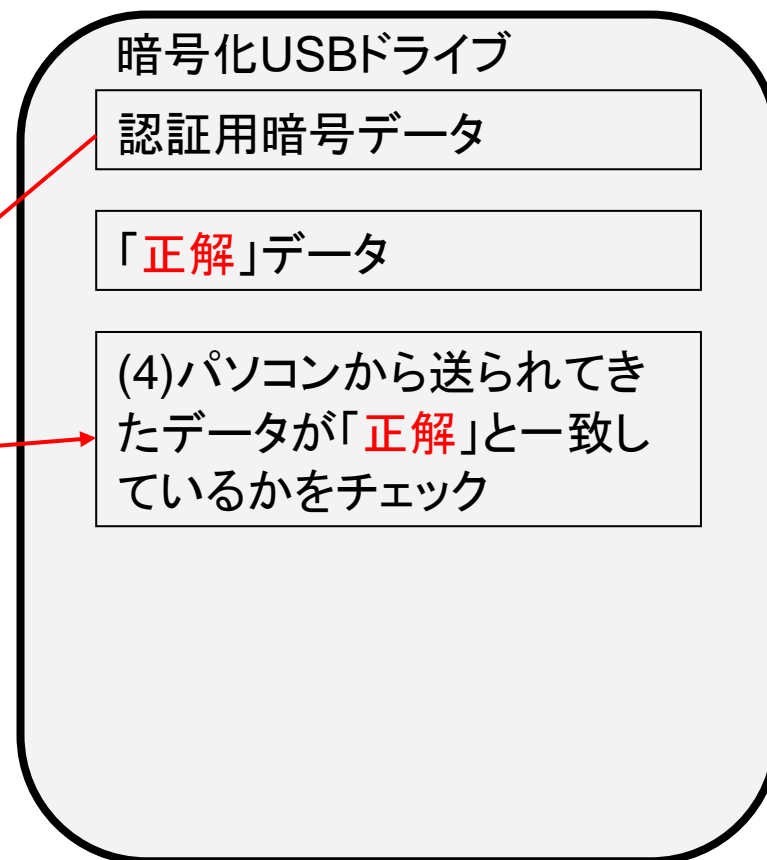 暗号化USBドライブ
認証用暗号データ
「正解」データ
(4)パソコンから送られてき
たデータが「正解」と一致し
ているかをチェック